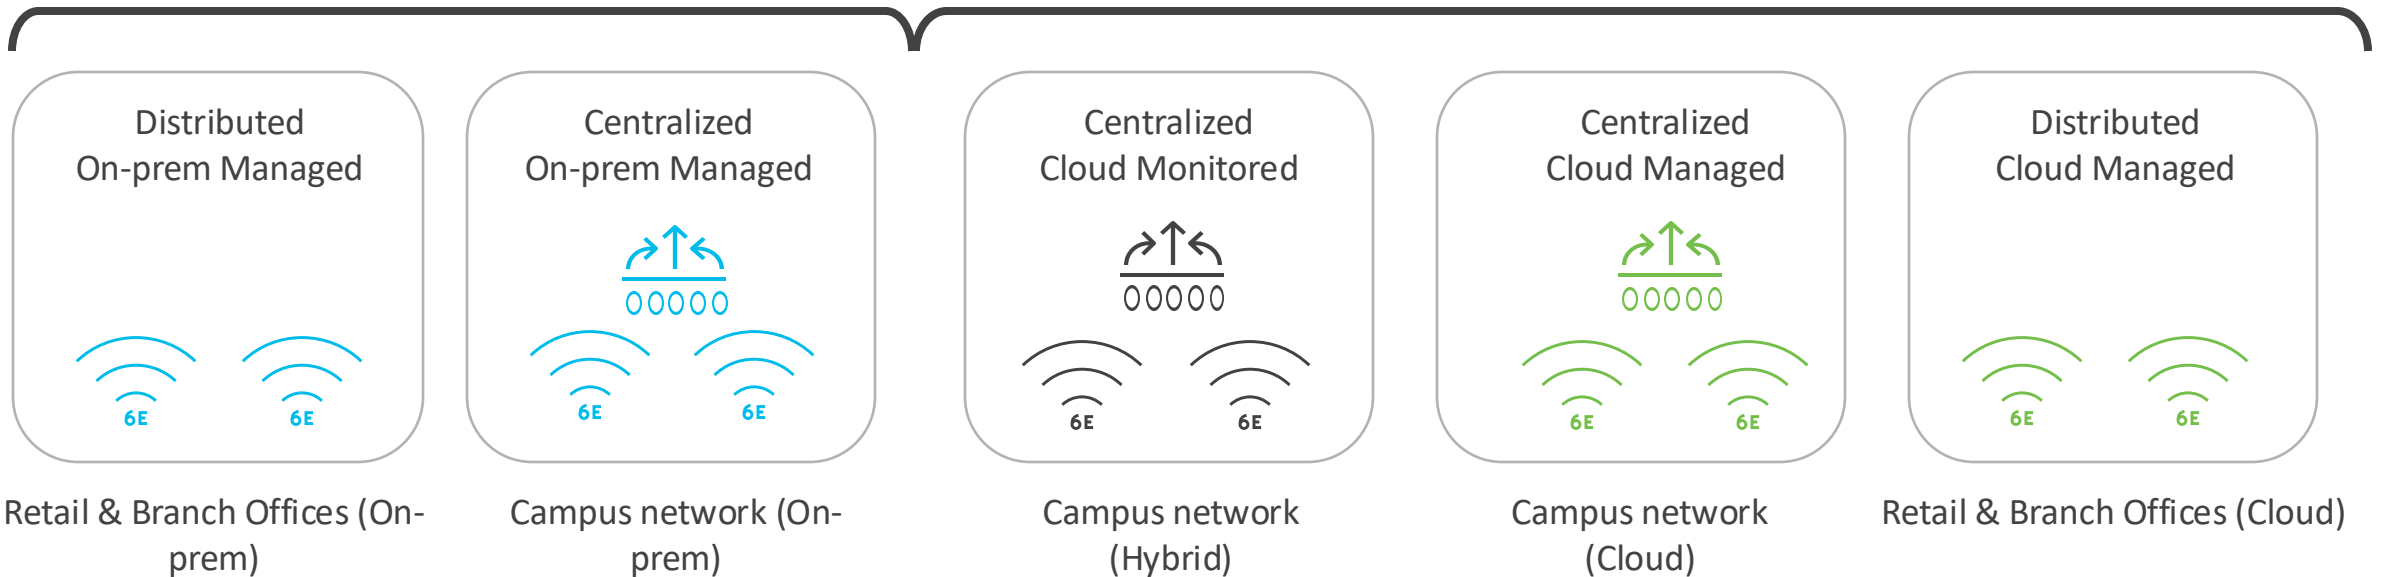 Distributed
On-prem Managed
6E 6E
Retail & Branch Offices (On-
prem)
Centralized
On-prem Managed
6E 6E
Campus network (On-
prem)
Centralized
Cloud Monitored
6E 6E
Campus network
(Hybrid)
Centralized
Cloud Managed
6E 6E
Campus network
(Cloud)
Distributed
Cloud Managed
6E 6E
Retail & Branch Offices (Cloud)